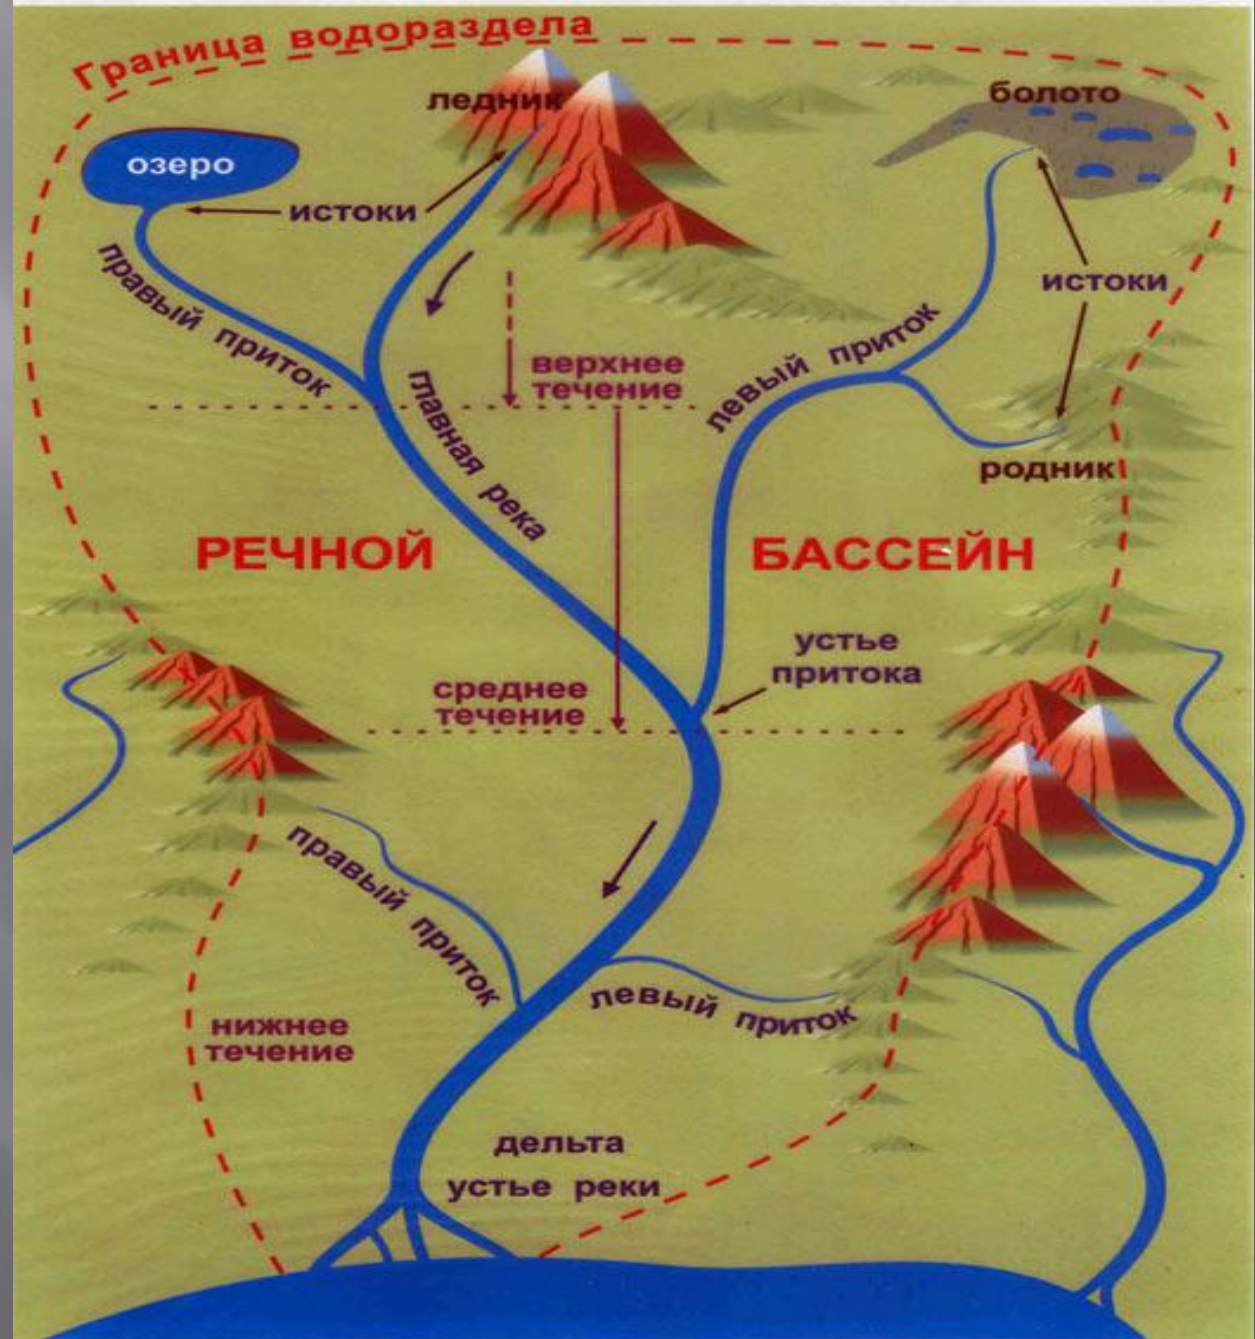 Граница водораздела
ледник
болото
озеро
истоки
истоки
правый приток
верхнее
течение
левый приток
главная река
родник
РЕЧНОЙ БАССЕЙН
устье
притока
среднее
течение
правый приток
левый приток
нижнее
течение
дельта
устье реки